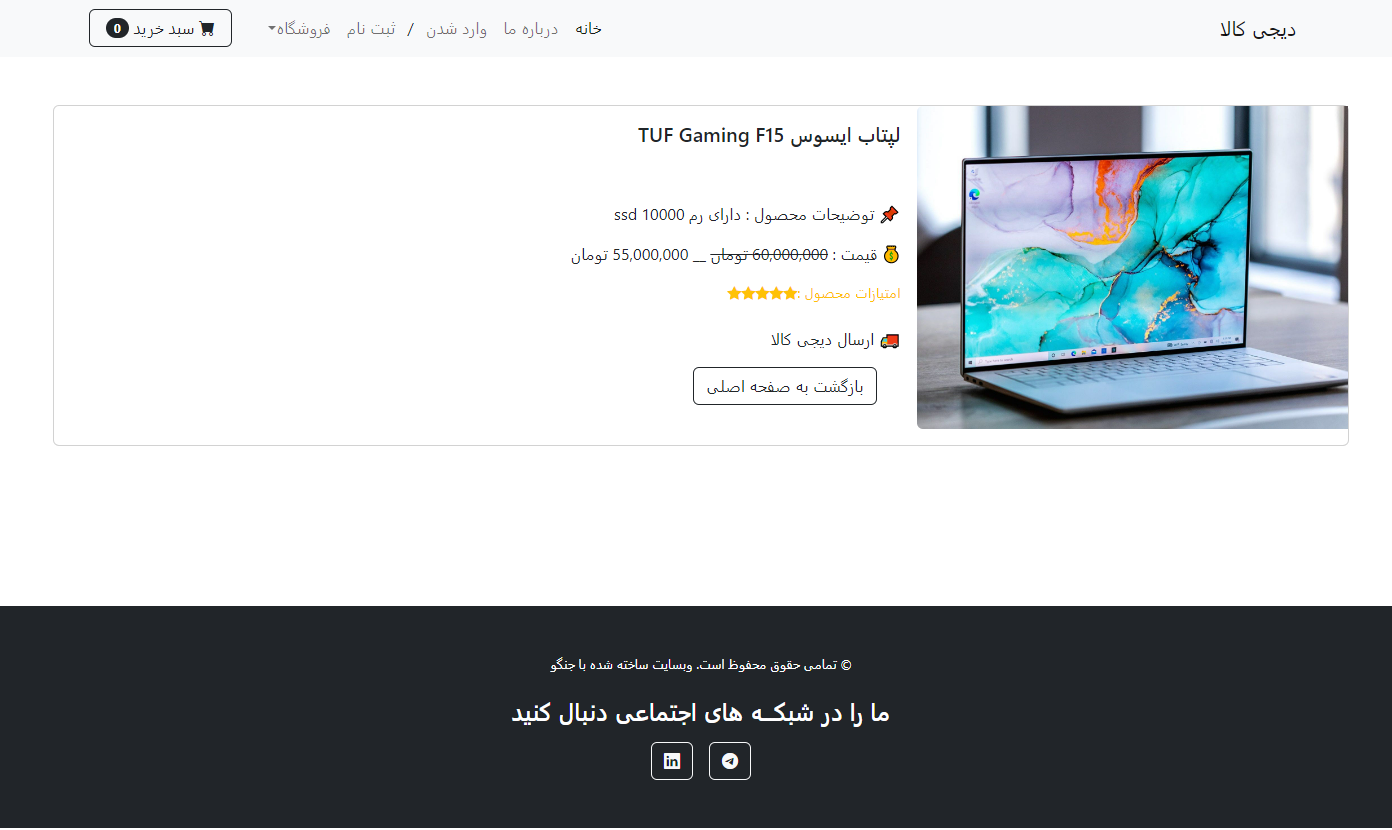 دیجی کالا
خانه درباره ما وارد شدن / ثبت نام فروشگاه
سبد خرید 0
لپتاب ایسوس TUF Gaming F15
توضیحات محصول : دارای رم 10000 ssd
قیمت : 60,000,000 تومان __ 55,000,000 تومان
امتیازات محصول :
ارسال دیجی کالا
بازگشت به صفحه اصلی
© تمامی حقوق محفوظ است. وبسایت ساخته شده با جنگو
ما را در شبکــه های اجتماعی دنبال کنید